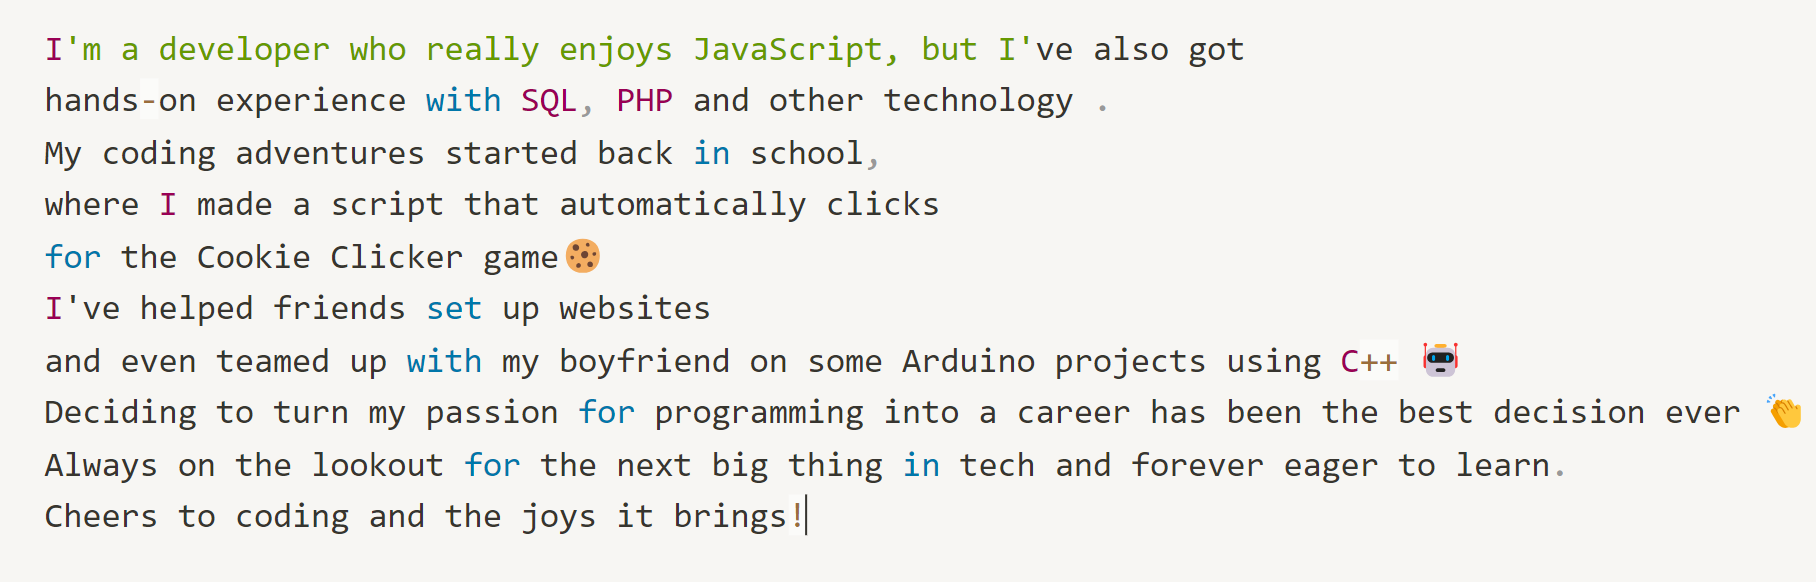 I'm a developer who really enjoys JavaScript, but I've also got
hands-on experience with SQL, PHP and other technology .
My coding adventures started back in school,
where I made a script that automatically clicks
for the Cookie Clicker game🍪
I've helped friends set up websites
and even teamed up with my boyfriend on some Arduino projects using C++ 🤖
Deciding to turn my passion for programming into a career has been the best decision ever 👏
Always on the lookout for the next big thing in tech and forever eager to learn.
Cheers to coding and the joys it brings!